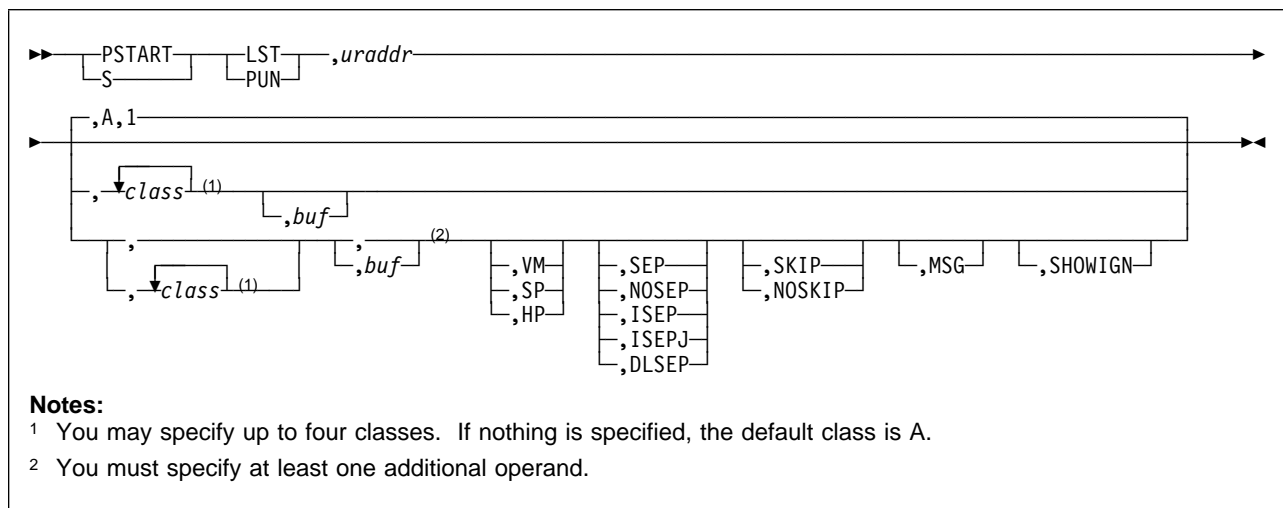 PSTART LST ,uraddr
S PUN
,A,1
, class (1)
,buf
, , (2)
,buf ,VM ,SEP ,SKIP ,MSG ,SHOWIGN
, class (1) ,SP ,NOSEP ,NOSKIP
,HP ,ISEP
,ISEPJ
,DLSEP
Notes:
1 You may specify up to four classes. If nothing is specified, the default class is A.
2 You must specify at least one additional operand.